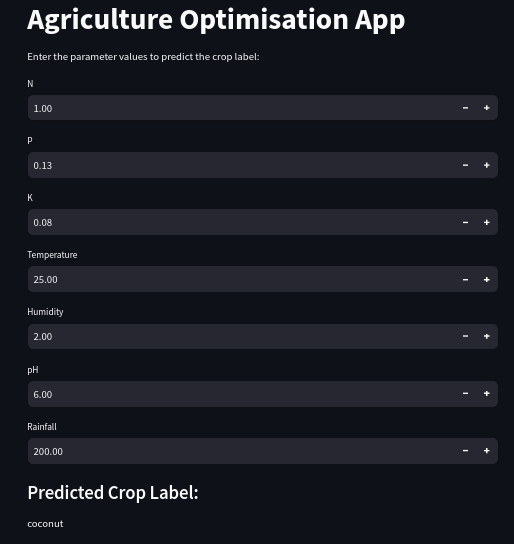 Agriculture Optimisation App
Enter the parameter values to predict the crop label:
N
1.00 - +
P
0.13 - +
K
0.08 - +
Temperature
25.00 - +
Humidity
2.00 - +
pH
6.00 - +
Rainfall
200.00 - +
Predicted Crop Label:
coconut